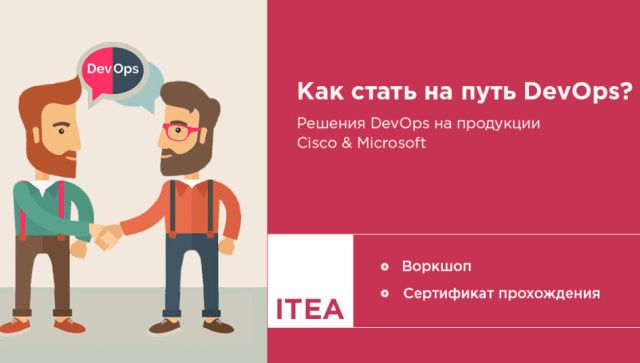 DevOps
Как стать на путь DevOps?
Решения DevOps на продукции
Cisco & Microsoft
ITEA
Воркшоп
Сертификат прохождения